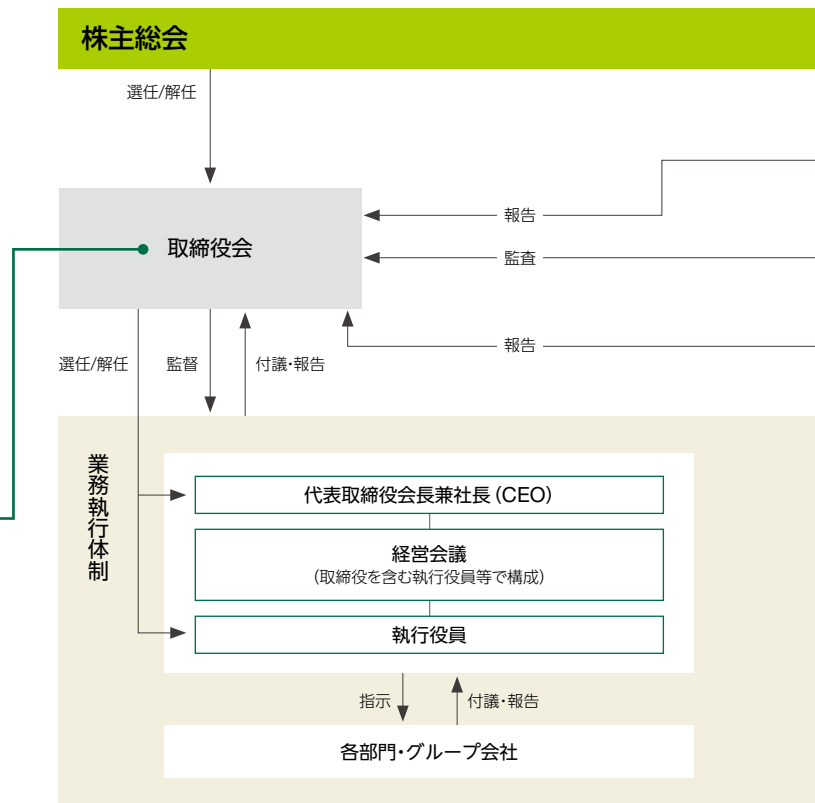 株主総会
選任/解任
報告
取締役会
監査
報告
選任/解任
監督
付議・報告
業務執行体制
代表取締役会長兼社長（CEO）
経営会議
（取締役を含む執行役員等で構成）
執行役員
指示
付議・報告
各部門・グループ会社